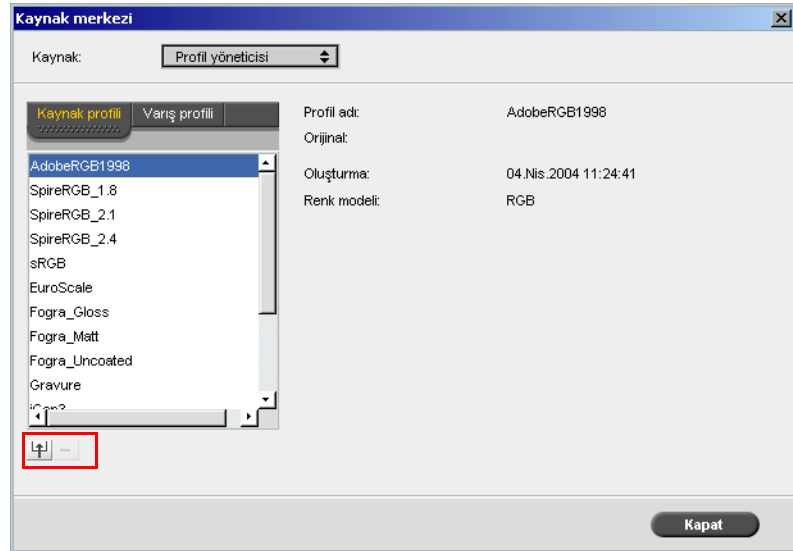 Kaynak merkezi
Kaynak: Profil yöneticisi
Kaynak profili Varış profili
AdobeRGB1998
SpireRGB_1.8
SpireRGB_2.1
SpireRGB_2.4
sRGB
EuroScale
Fogra_Gloss
Fogra_Matt
Fogra_Uncoated
Gravure
Profil adı: AdobeRGB1998
Orijinal:
Oluşturma: 04.Nis.2004 11:24:41
Renk modeli: RGB
Kapat